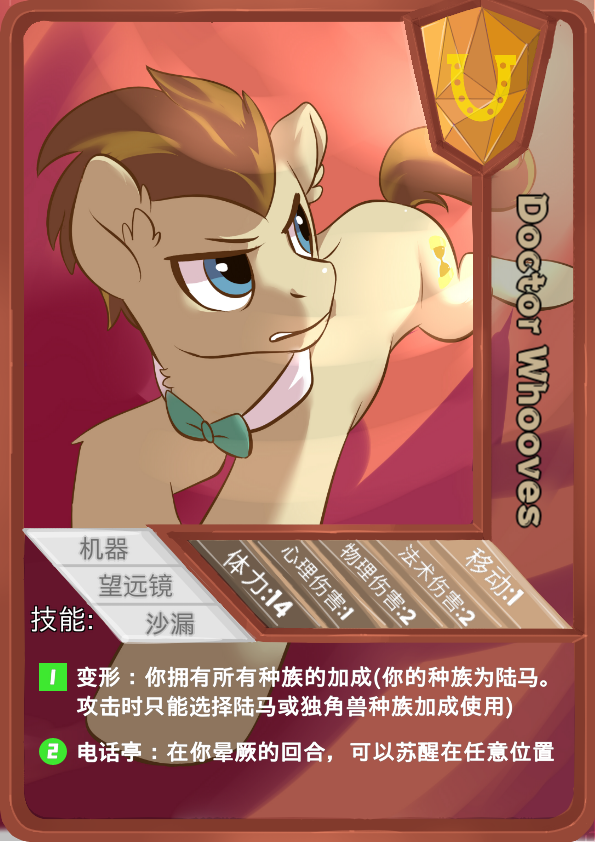 Doctor Whooves
机器
望远镜
沙漏
技能:
体力:14
心理伤害:1
物理伤害:2
法术伤害:2
移动:1
1 变形：你拥有所有种族的加成(你的种族为陆马。
攻击时只能选择陆马或独角兽种族加成使用)
2 电话亭：在你晕厥的回合，可以苏醒在任意位置